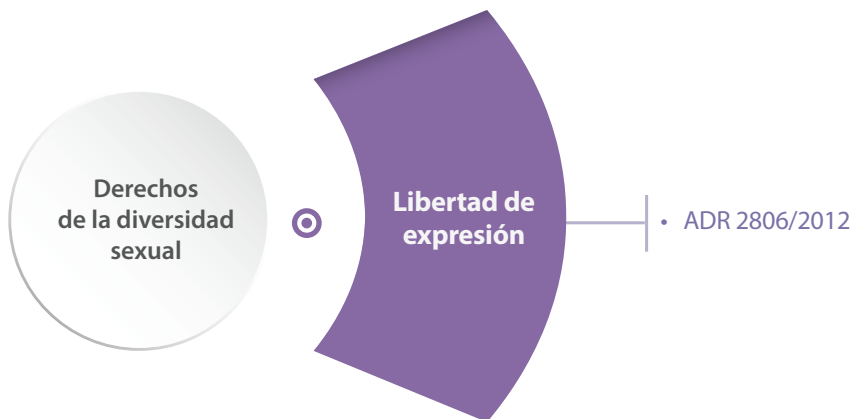 Derechos
de la diversidad
sexual
Libertad de
expresión
• ADR 2806/2012